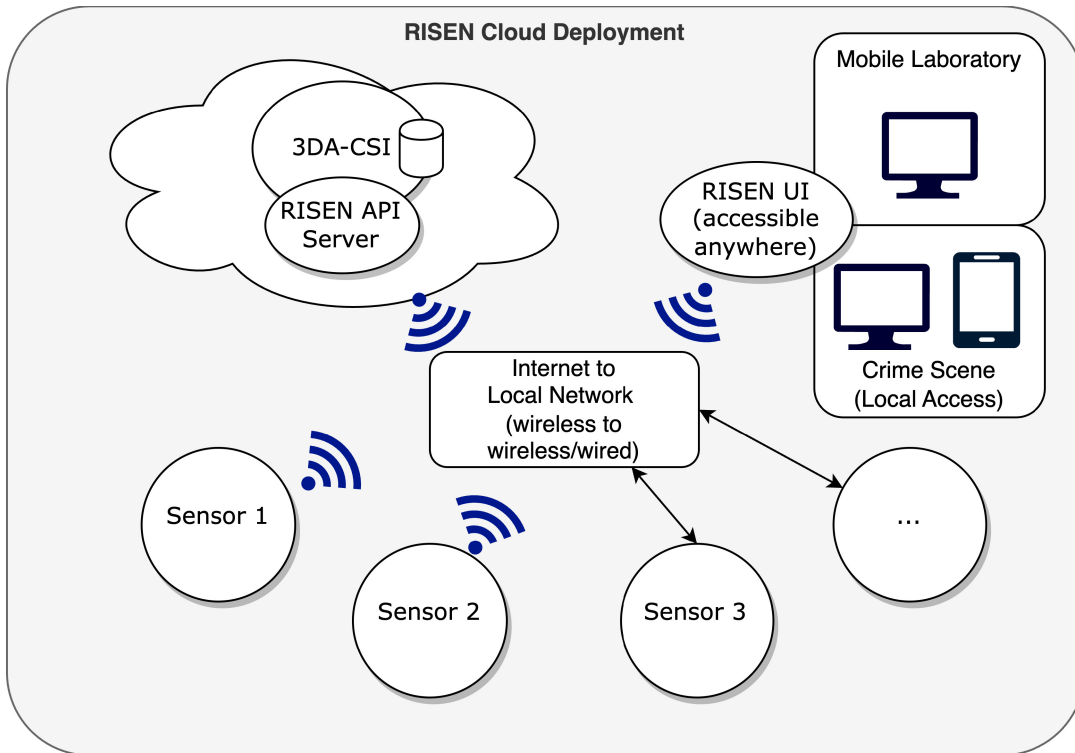 RISEN Cloud Deployment
Mobile Laboratory
3DA-CSI
RISEN API
Server
RISEN UI
(accessible
anywhere)
Crime Scene
(Local Access)
Internet to
Local Network
(wireless to
wireless/wired)
Sensor 1
Sensor 2
Sensor 3
...